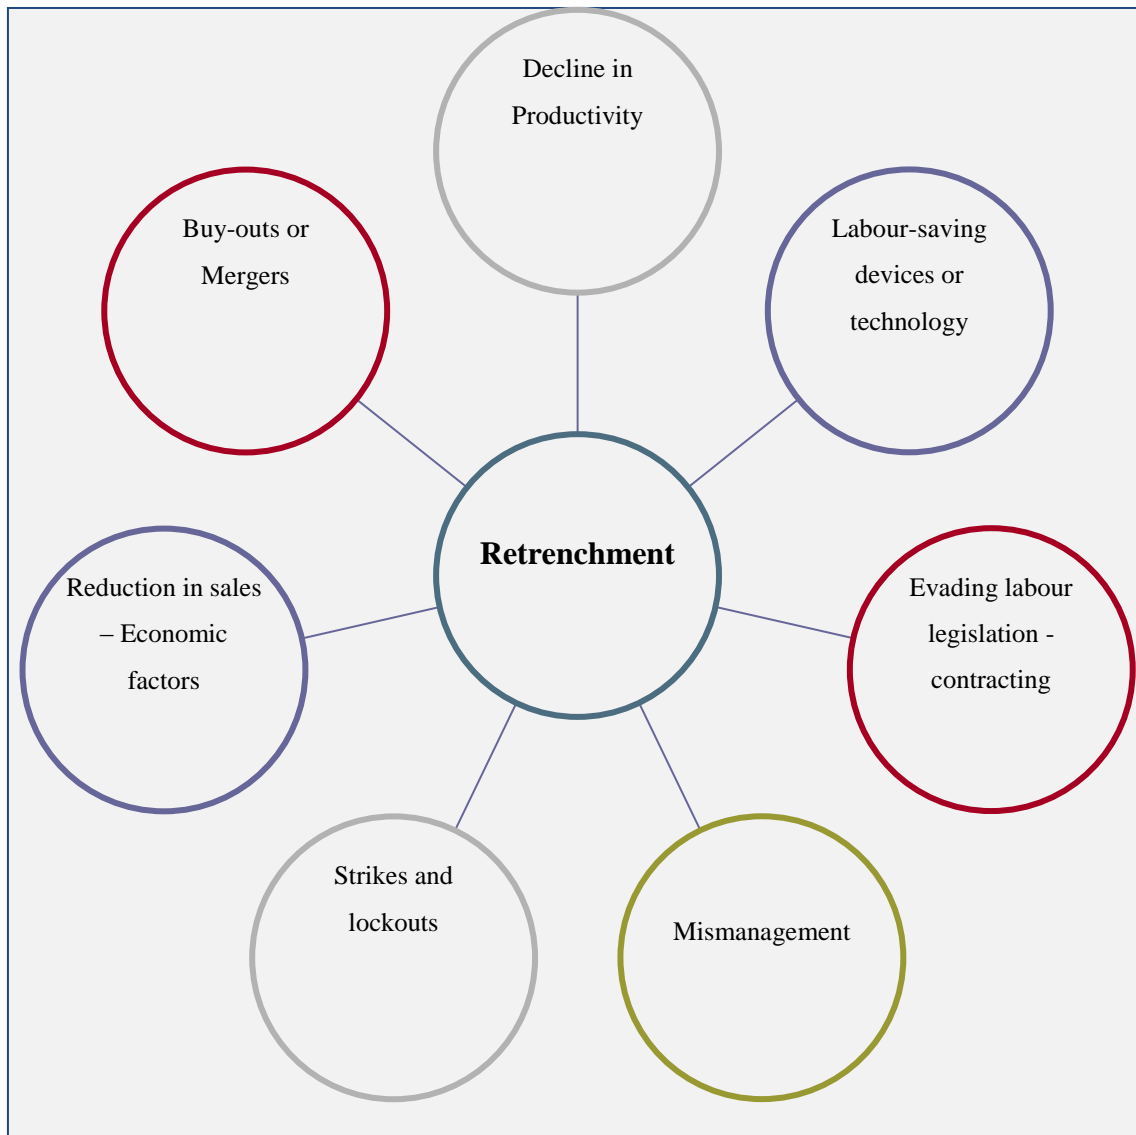 Decline in
Productivity
Labour-saving
devices or
technology
Evading labour
legislation -
contracting
Mismanagement
Strikes and
lockouts
Reduction in sales
– Economic
factors
Buy-outs or
Mergers
Retrenchment